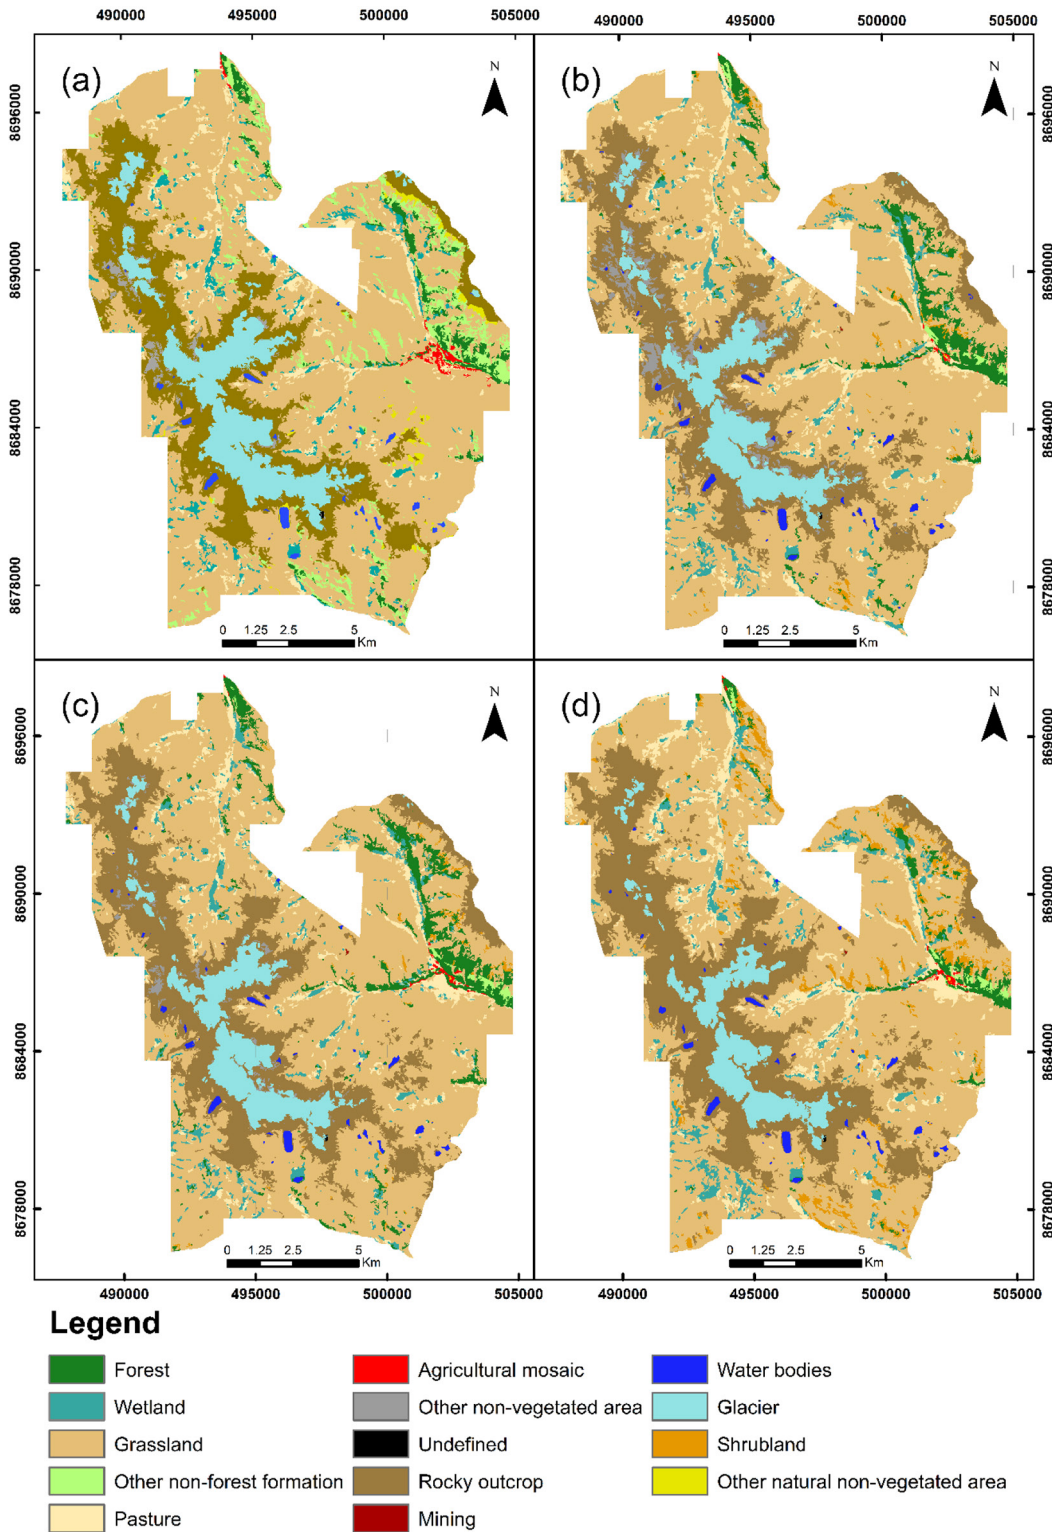 490000 495000 500000 505000
490000 495000 500000 505000
(a)
N
(b)
N
8696000
8690000
8684000
8678000
8696000
8690000
8684000
8678000
0 1.25 2.5 5
Km
0 1.25 2.5 5
Km
(c)
N
(d)
N
8696000
8690000
8684000
8678000
8696000
8690000
8684000
8678000
0 1.25 2.5 5
Km
0 1.25 2.5 5
Km
490000 495000 500000 505000
490000 495000 500000 505000
Legend
Forest
Wetland
Grassland
Other non-forest formation
Pasture
Agricultural mosaic
Other non-vegetated area
Undefined
Rocky outcrop
Mining
Water bodies
Glacier
Shrubland
Other natural non-vegetated area